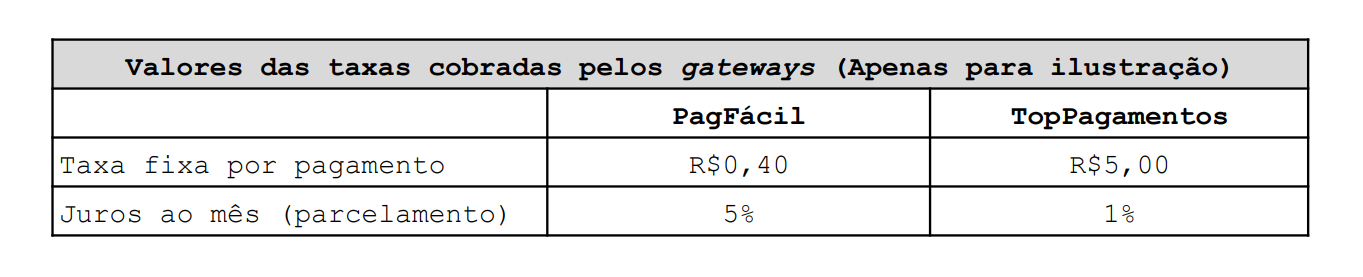 Valores das taxas cobradas pelos gateways (Apenas para ilustração)
PagFácil TopPagamentos
Taxa fixa por pagamento R$0,40 R$5,00
Juros ao mês (parcelamento) 5% 1%